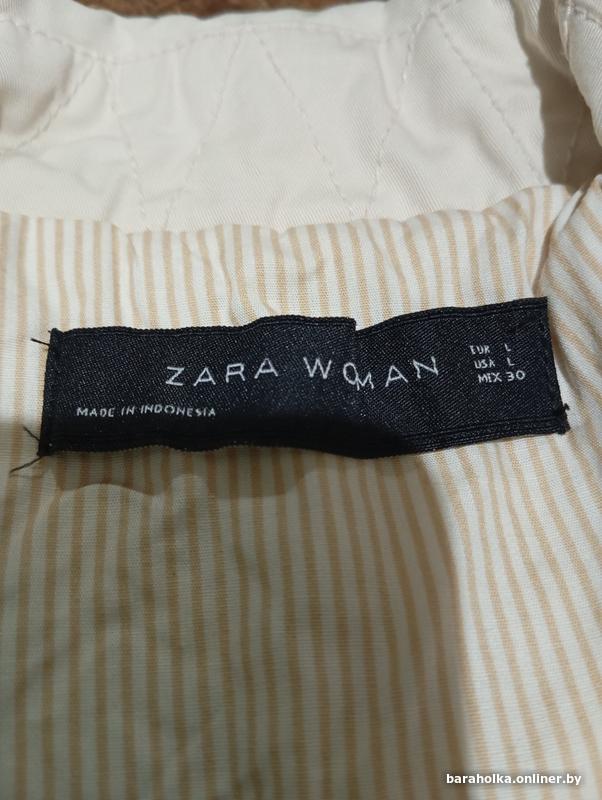 ZARA WOMAN
EUR L
USA L
MEX 30
MADE IN INDONESIA
baraholka.onliner.by